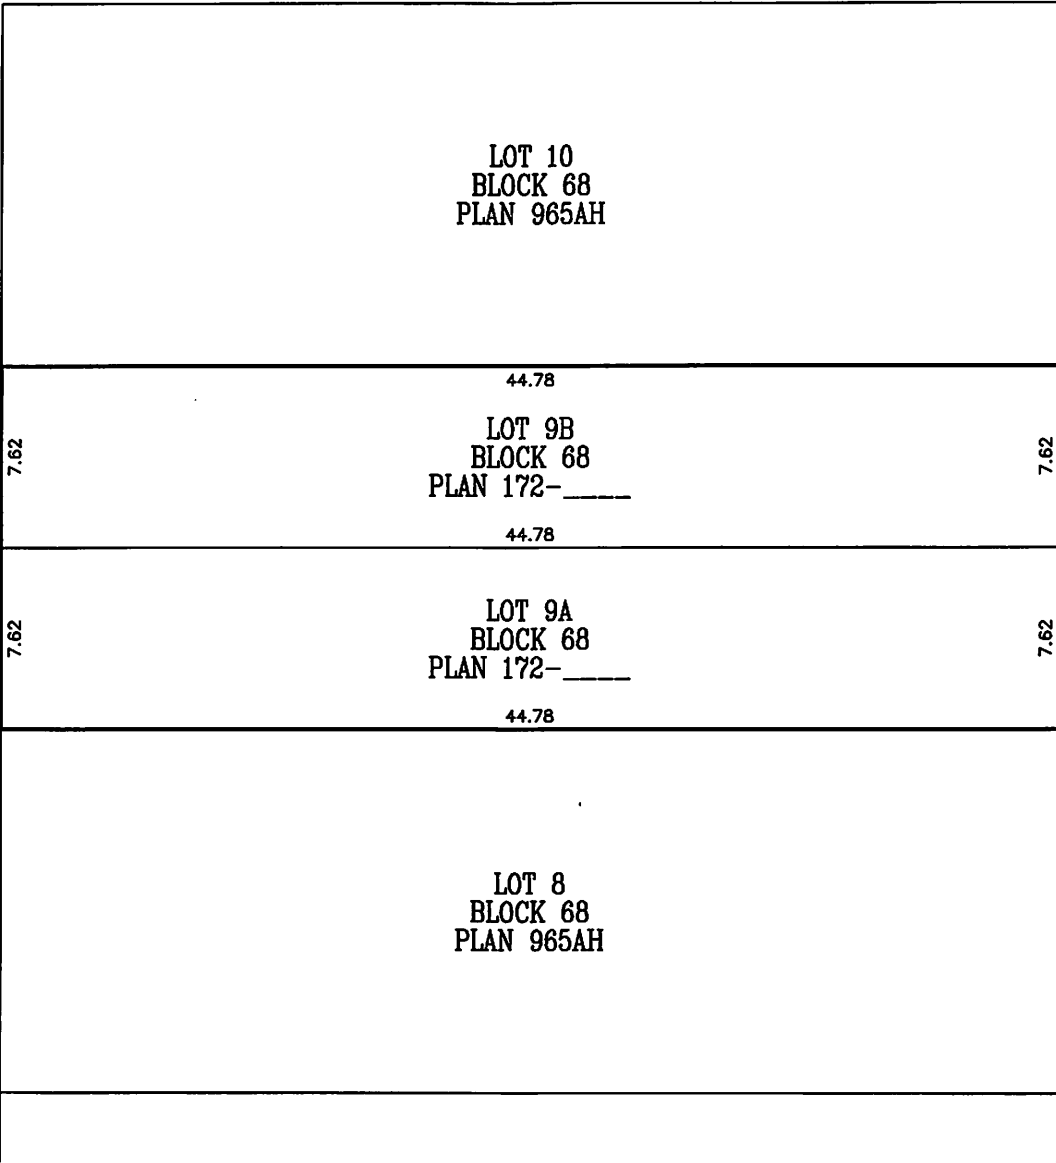 LOT 10
BLOCK 68
PLAN 965AH
44.78
LOT 9B
BLOCK 68
PLAN 172-____
7.62
7.62
44.78
LOT 9A
BLOCK 68
PLAN 172-____
7.62
7.62
44.78
LOT 8
BLOCK 68
PLAN 965AH